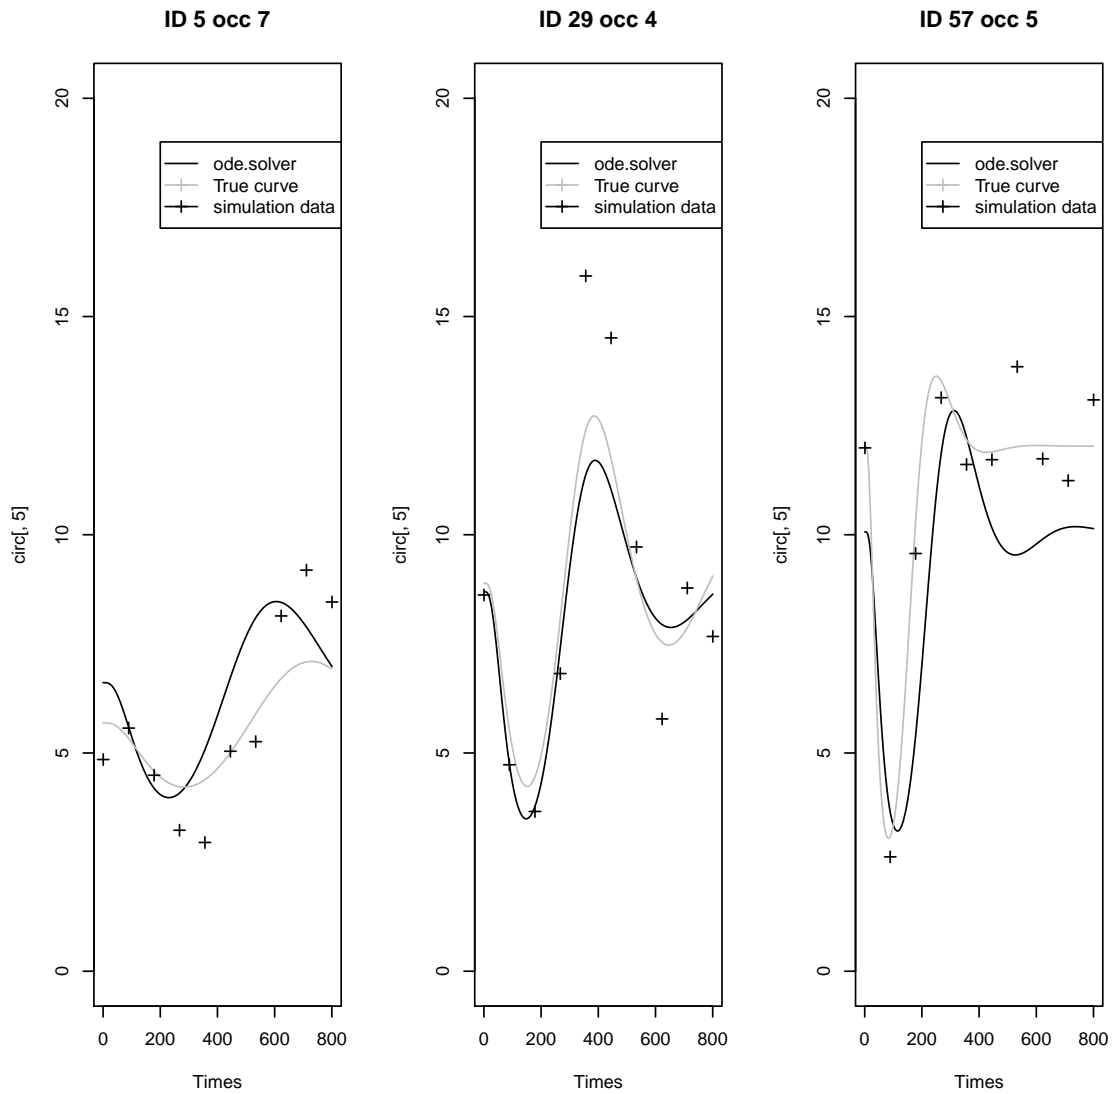 ID 5 occ 7
20
15
10
5
0
circ[, 5]
ode.solver
True curve
simulation data
0 200 400 600 800
Times
ID 29 occ 4
20
15
10
5
0
circ[, 5]
ode.solver
True curve
simulation data
0 200 400 600 800
Times
ID 57 occ 5
20
15
10
5
0
circ[, 5]
ode.solver
True curve
simulation data
0 200 400 600 800
Times